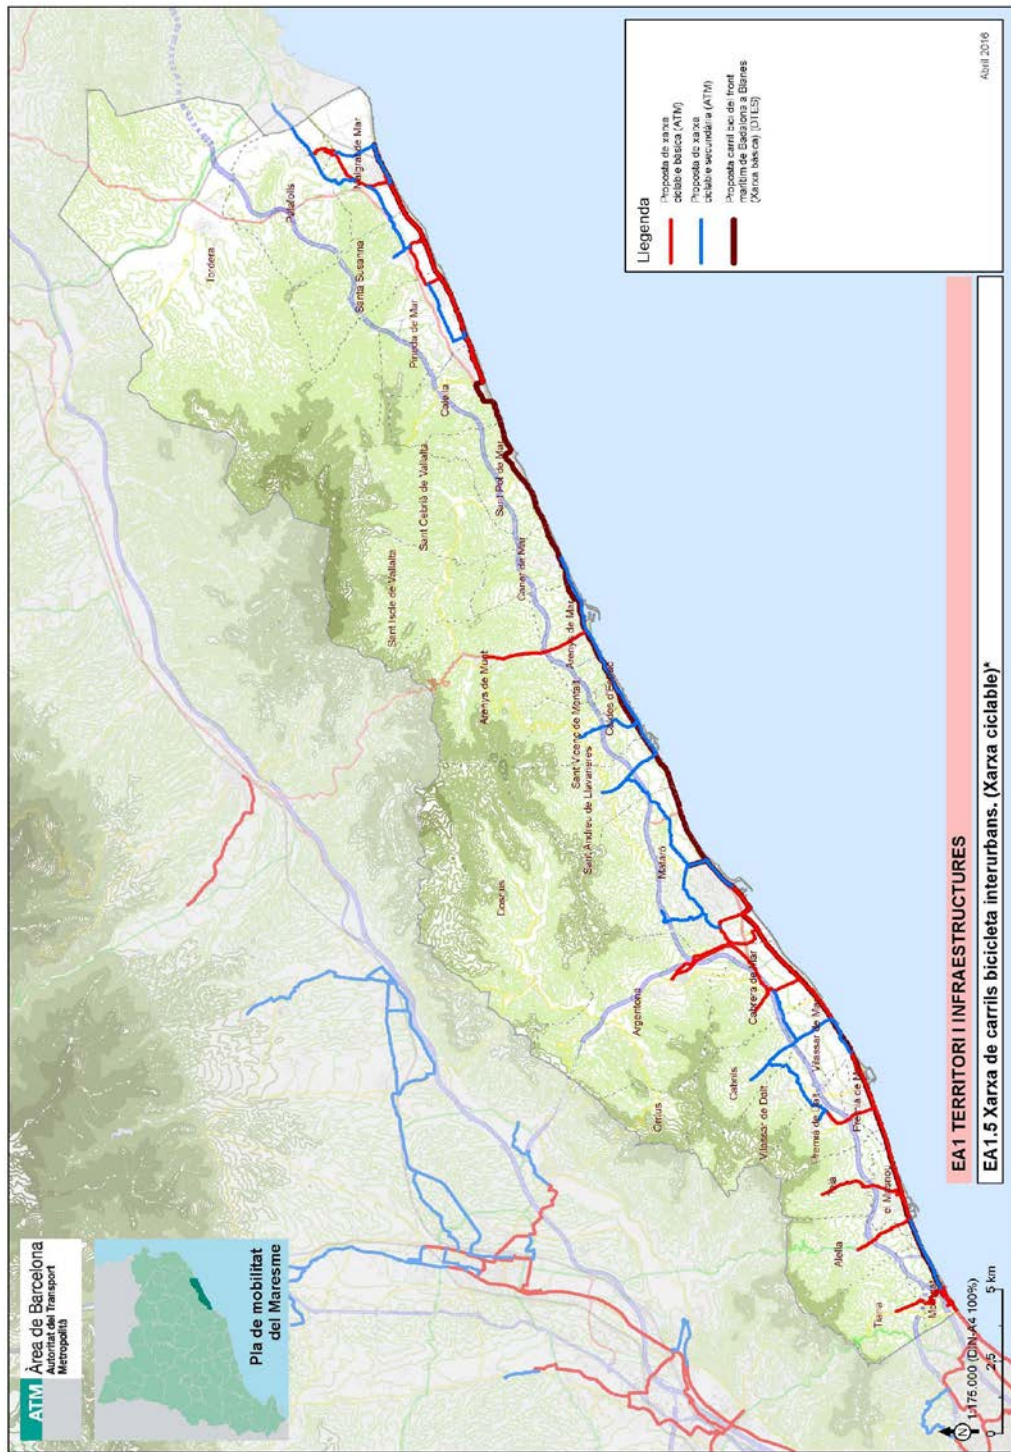 ATM Àrea de Barcelona
Autoritat del Transport
Metropolità
Pla de mobilitat
del Maresme
Tordera
Palafolls
Malgrat de Mar
Santa Susanna
Pineda de Mar
Calella
Sant Cebrià de Vallalta
Sant Pol de Mar
Sant Iscle de Vallalta
Canet de Mar
Arenys de Munt
Arenys de Mar
Sant Vicenç de Montalt
Caldes d'Estrac
Sant Andreu de Llavaneres
Dosrius
Mataró
Argentona
Cabrera de Mar
Òrrius
Cabrils
Vilassar de Mar
Vilassar de Dalt
Premià de Dalt
Premià de Mar
Teià
el Masnou
Alella
Tiana
Montgat
N
1:175.000 (DIN-A4 100%)
0 2,5 5 km
EA1 TERRITORI I INFRAESTRUCTURES
EA1.5 Xarxa de carrils bicicleta interurbans. (Xarxa ciclable)*
Llegenda
Proposta de xarxa
ciclable bàsica (ATM)
Proposta de xarxa
ciclable secundària (ATM)
Proposta carril bici del front
marítim de Badalona a Blanes
(Xarxa bàsica) (DTES)
Abril 2016